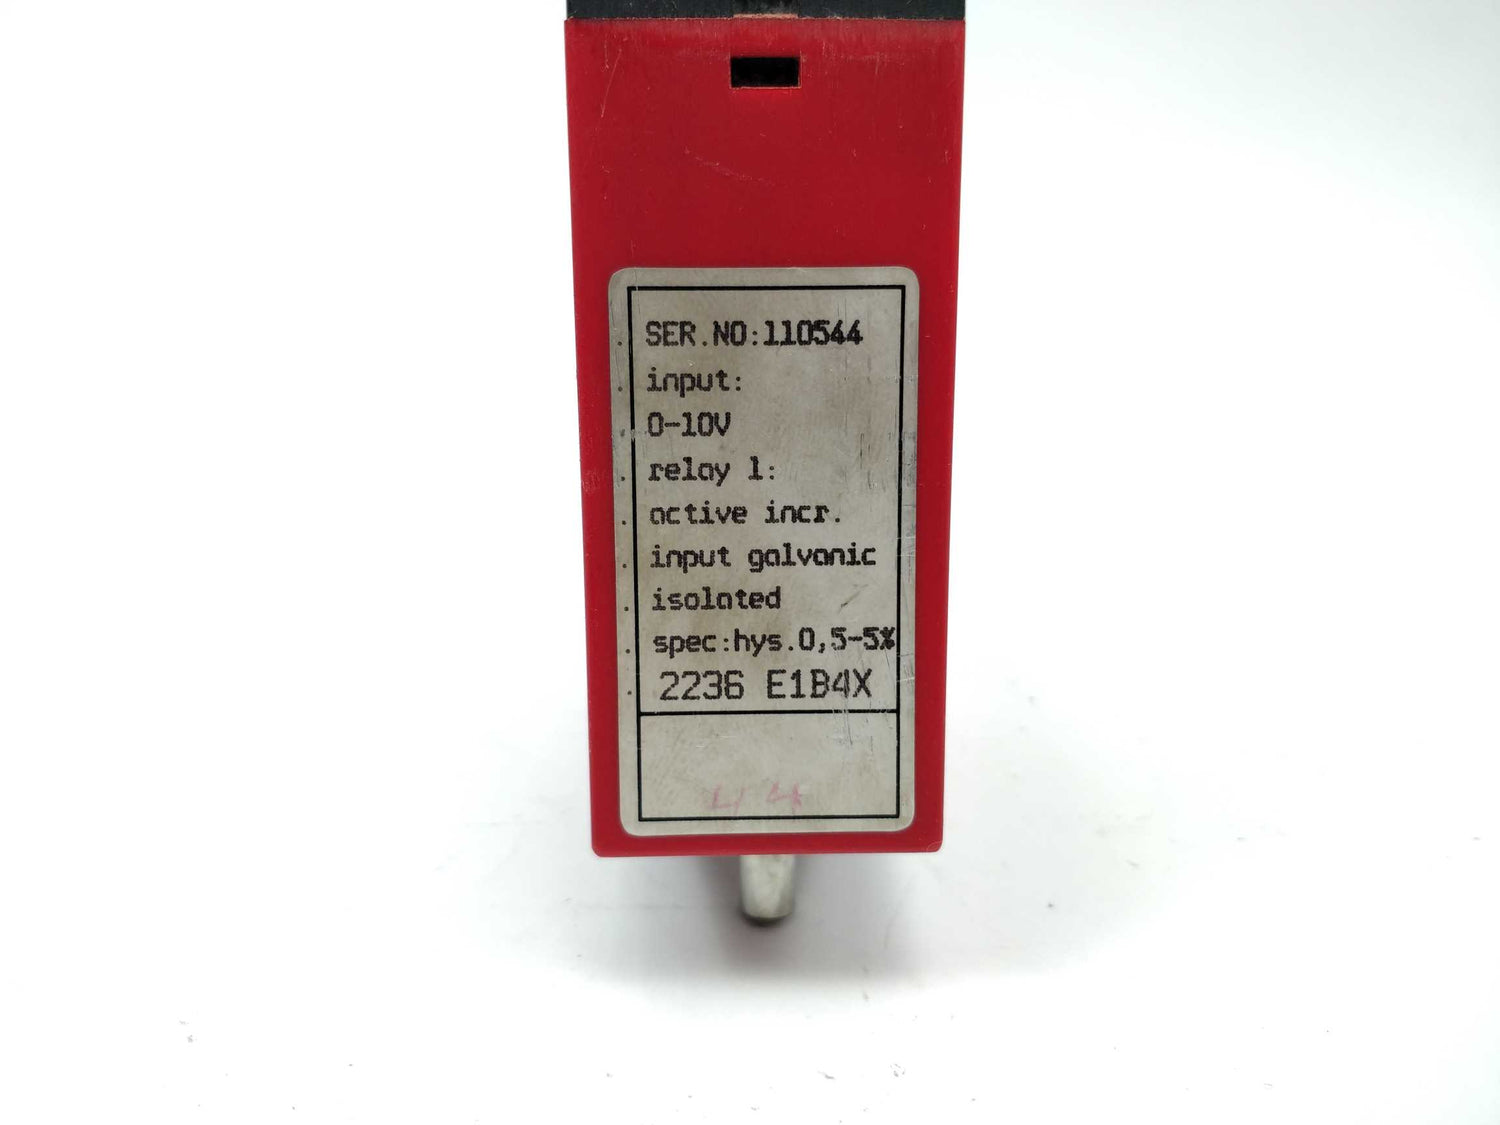 SER.NO:110544
input:
0-10V
relay 1:
active incr.
input galvanic
isolated
spec:hys.0,5-5%
2236 E1B4X
44